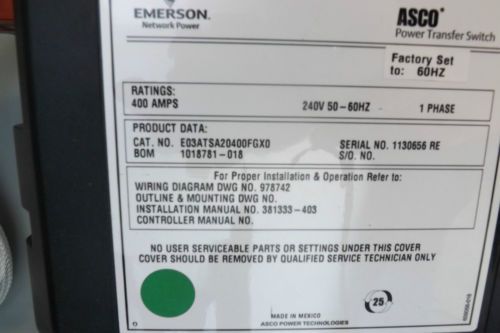 EMERSON
Network Power
ASCO
Power Transfer Switch
Factory Set
to: 60HZ
RATINGS:
400 AMPS 240V 50-60HZ 1 PHASE
PRODUCT DATA:
CAT. NO. E03ATSA20400FGX0 SERIAL NO. 1130656 RE
BOM 1018781-018 S/O. NO.
For Proper Installation & Operation Refer to:
WIRING DIAGRAM DWG NO. 978742
OUTLINE & MOUNTING DWG NO.
INSTALLATION MANUAL NO. 381333-403
CONTROLLER MANUAL NO.
NO USER SERVICEABLE PARTS OR SETTINGS UNDER THIS COVER
COVER SHOULD BE REMOVED BY QUALIFIED SERVICE TECHNICIAN ONLY
25
MADE IN MEXICO
ASCO POWER TECHNOLOGIES